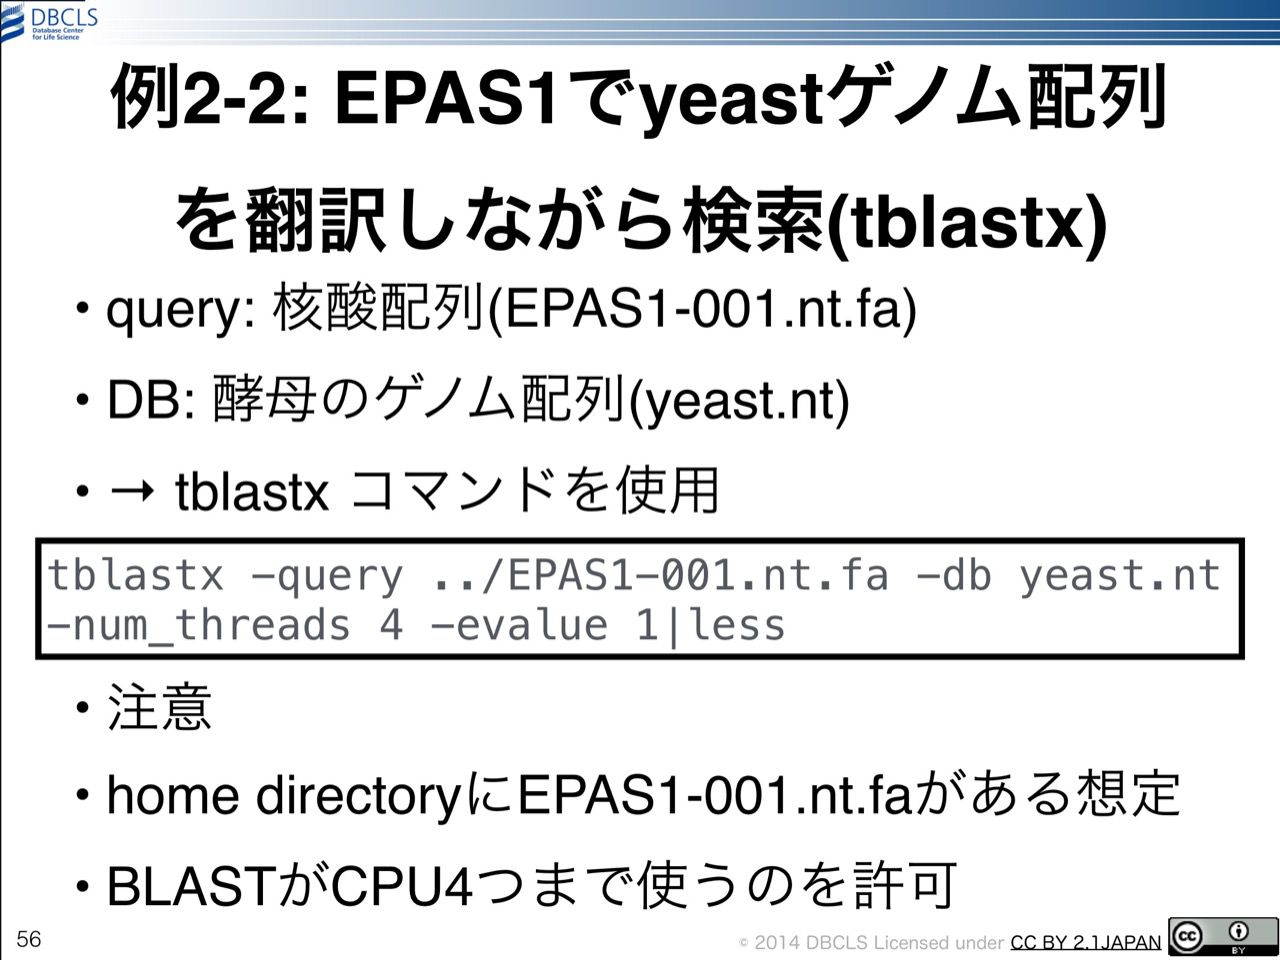 DBCLS
Database Center
for Life Science
例2-2: EPAS1でyeastゲノム配列
を翻訳しながら検索(tblastx)
• query: 核酸配列(EPAS1-001.nt.fa)
• DB: 酵母のゲノム配列(yeast.nt)
• → tblastx コマンドを使用
tblastx -query ../EPAS1-001.nt.fa -db yeast.nt
-num_threads 4 -evalue 1|less
• 注意
• home directoryにEPAS1-001.nt.faがある想定
• BLASTがCPU4つまで使うのを許可
56
© 2014 DBCLS Licensed under CC BY 2.1JAPAN
cc
BY